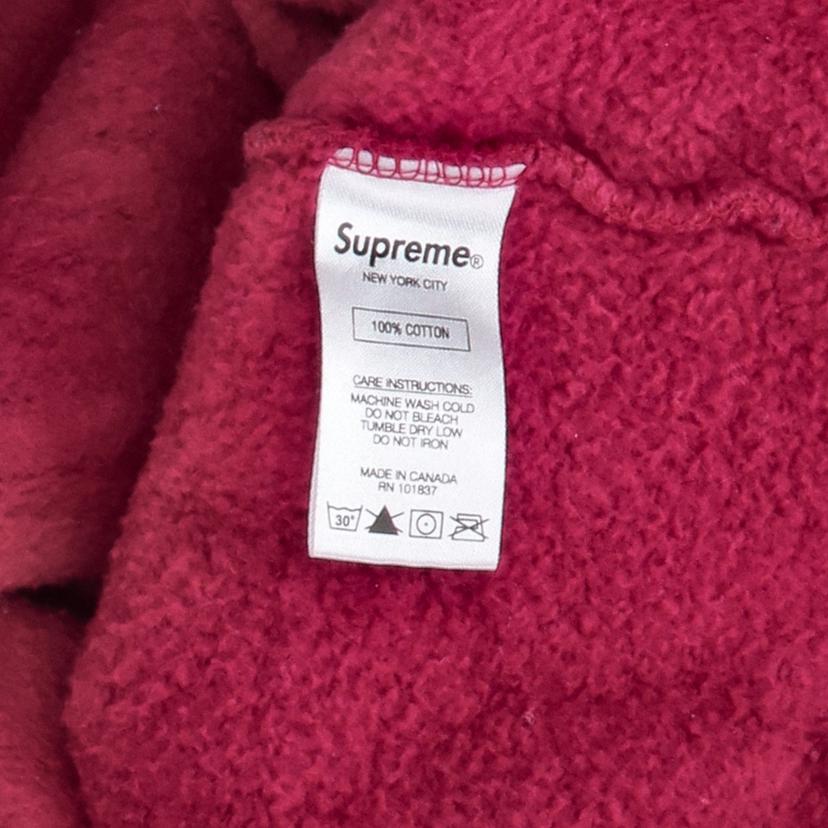 Supreme®
NEW YORK CITY
100% COTTON
CARE INSTRUCTIONS:
MACHINE WASH COLD
DO NOT BLEACH
TUMBLE DRY LOW
DO NOT IRON
MADE IN CANADA
RN 101837
30°